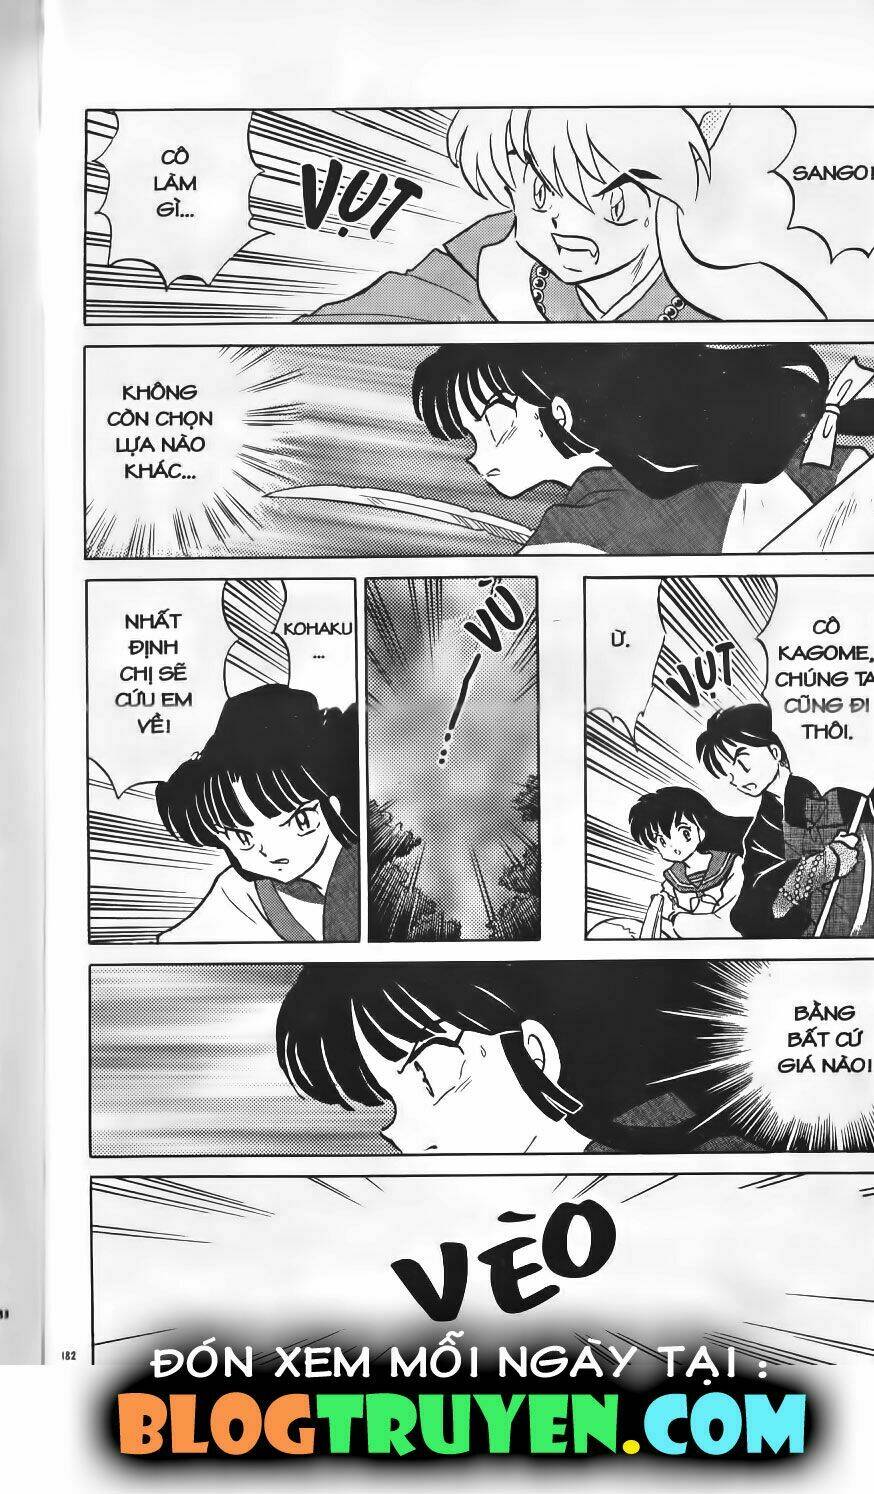 SANGO!
VỤT
CÔ
LÀM
GÌ...
KHÔNG
CÒN CHỌN
LỰA NÀO
KHÁC...
CÔ
KAGOME,
CHÚNG TA
CŨNG ĐI
THÔI.
VỤT
Ừ.
VÙ
KOHAKU
...
NHẤT
ĐỊNH
CHỊ SẼ
CỨU EM
VỀ!
BẰNG
BẤT CỨ
GIÁ NÀO!
VÈO
182
ĐÓN XEM MỖI NGÀY TẠI :
BLOGTRUYEN.COM